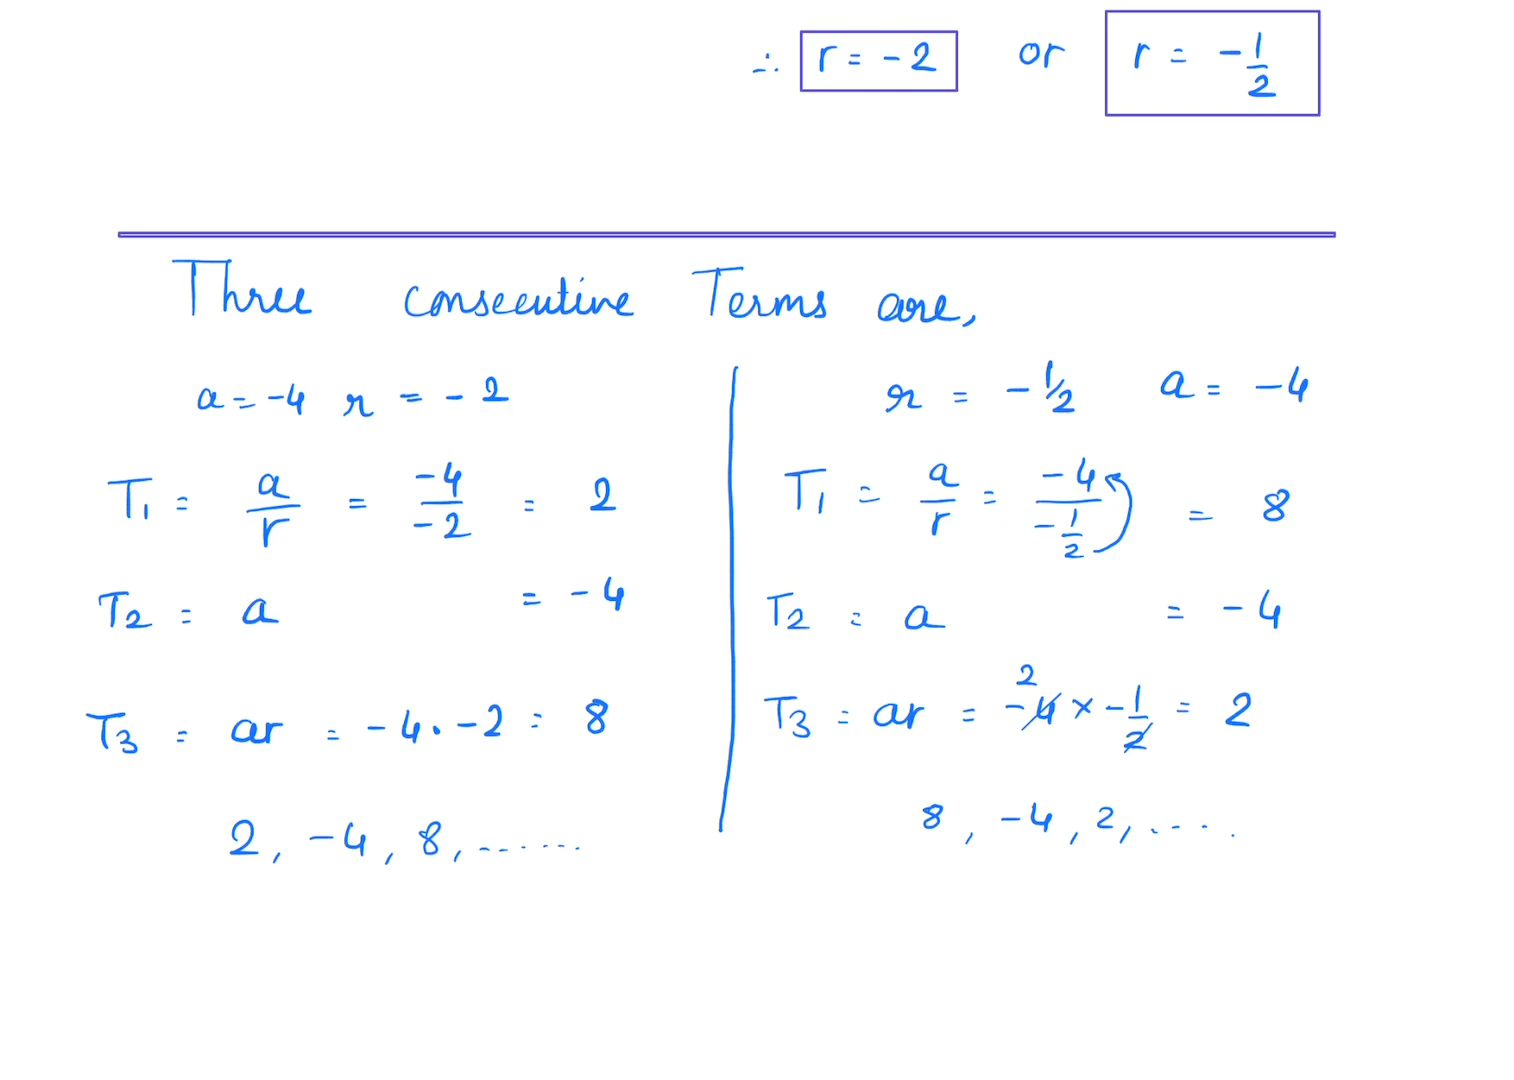 ∴ r = -2 or r = -1/2
Three consecutive Terms are,
a = -4 r = -2
T1 = a/r = -4/-2 = 2
T2 = a = -4
T3 = ar = -4 · -2 = 8
2, -4, 8, .......
r = -1/2 a = -4
T1 = a/r = -4/-1/2 = 8
T2 = a = -4
T3 = ar = -4 2 × -1/2 = 2
8, -4, 2, .....